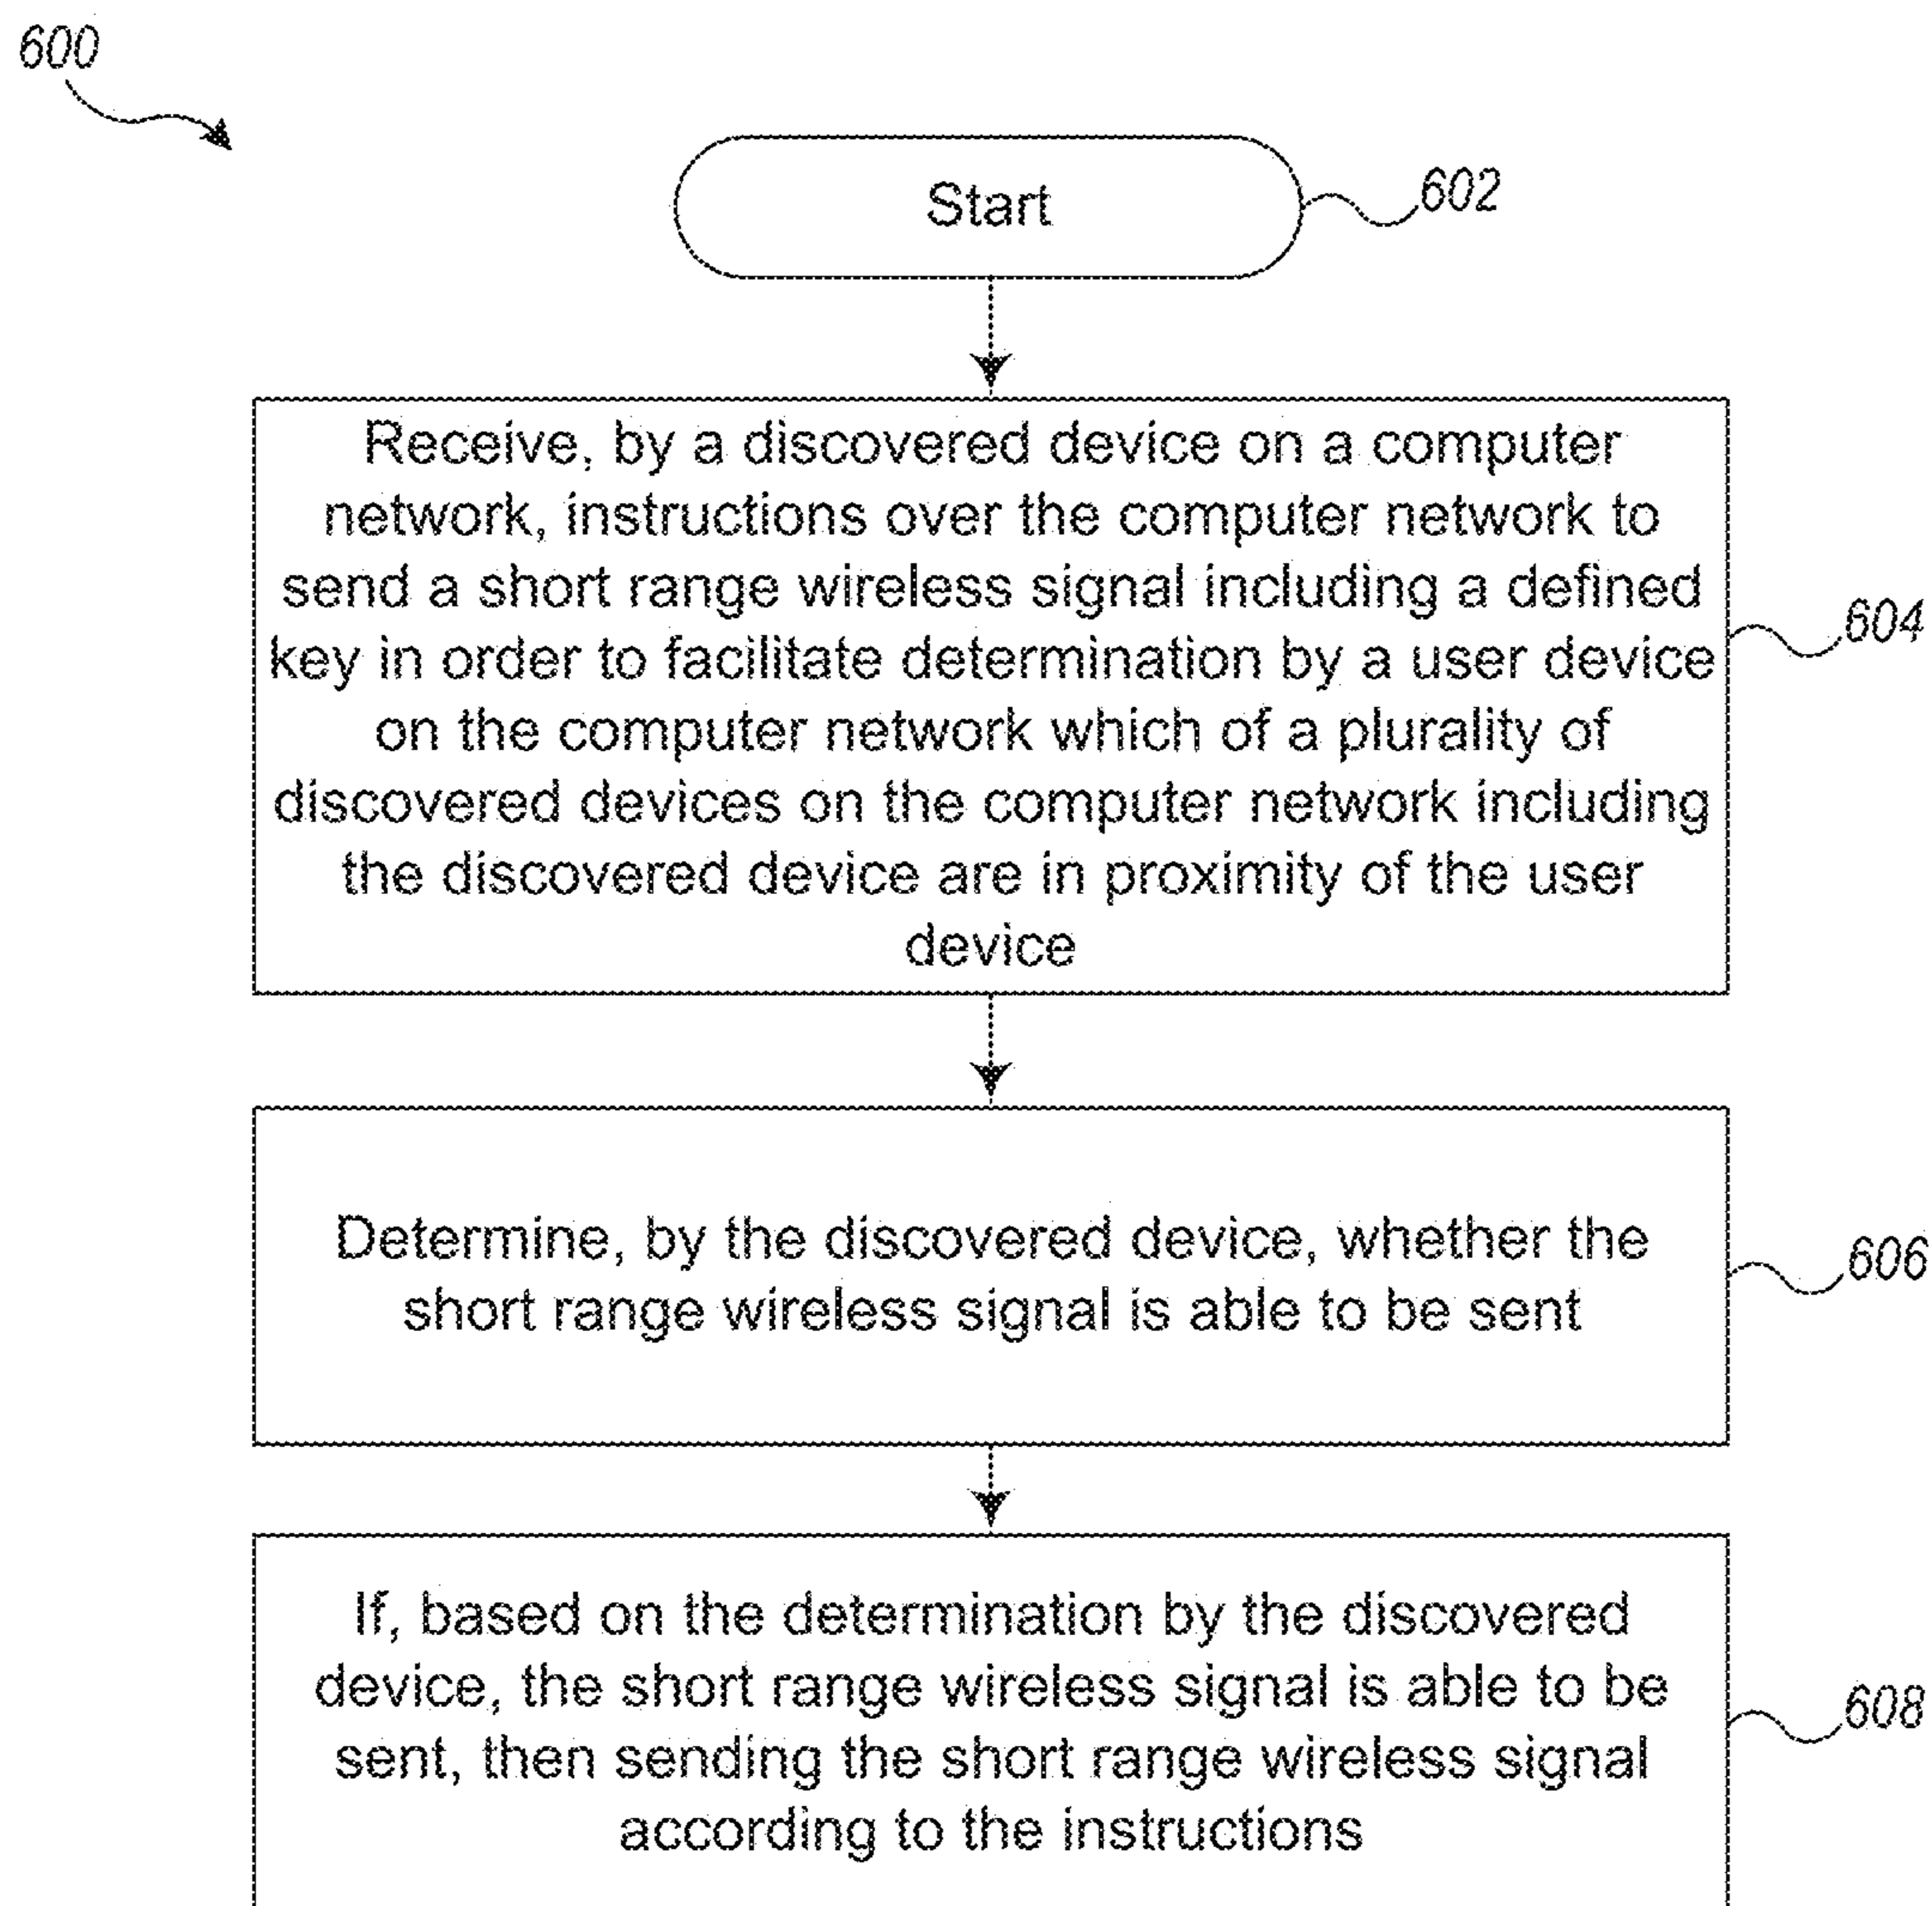 600
Start
602
Receive, by a discovered device on a computer
network, instructions over the computer network to
send a short range wireless signal including a defined
key in order to facilitate determination by a user device
on the computer network which of a plurality of
discovered devices on the computer network including
the discovered device are in proximity of the user
device
604
Determine, by the discovered device, whether the
short range wireless signal is able to be sent
606
If, based on the determination by the discovered
device, the short range wireless signal is able to be
sent, then sending the short range wireless signal
according to the instructions
608